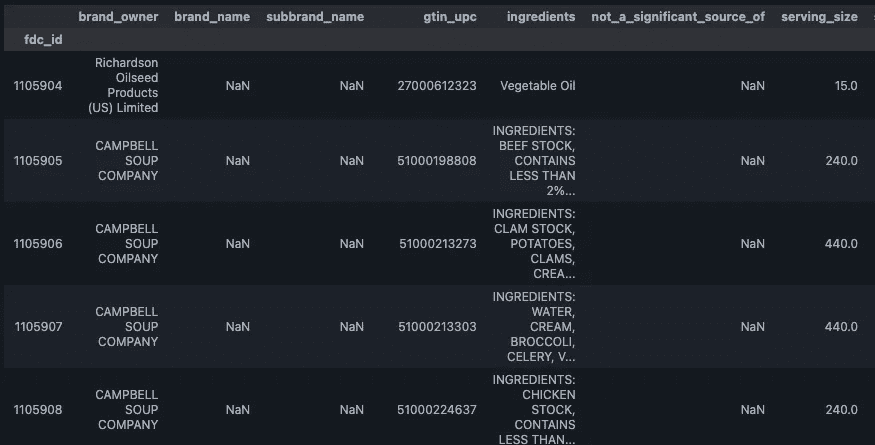 brand_owner brand_name subbrand_name gtin_upc ingredients not_a_significant_source_of serving_size
fdc_id
1105904 Richardson Oilseed Products (US) Limited NaN NaN 27000612323 Vegetable Oil NaN 15.0
1105905 CAMPBELL SOUP COMPANY NaN NaN 51000198808 INGREDIENTS: BEEF STOCK, CONTAINS LESS THAN 2%... NaN 240.0
1105906 CAMPBELL SOUP COMPANY NaN NaN 51000213273 INGREDIENTS: CLAM STOCK, POTATOES, CLAMS, CREA... NaN 440.0
1105907 CAMPBELL SOUP COMPANY NaN NaN 51000213303 INGREDIENTS: WATER, CREAM, BROCCOLI, CELERY, V... NaN 440.0
1105908 CAMPBELL SOUP COMPANY NaN NaN 51000224637 INGREDIENTS: CHICKEN STOCK, CONTAINS LESS THAN... NaN 240.0